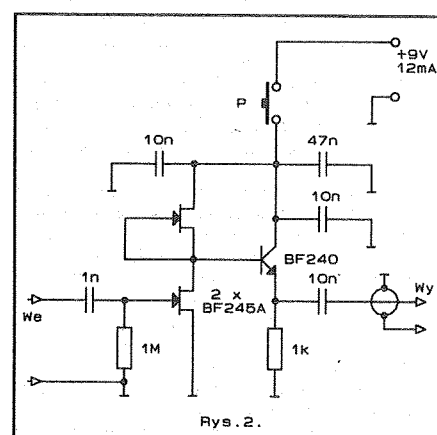 +9V
12mA
P
10n
47n
10n
BF240
1n
2 x
BF245A
10n
We
Wy
1M
1k
Rys.2.